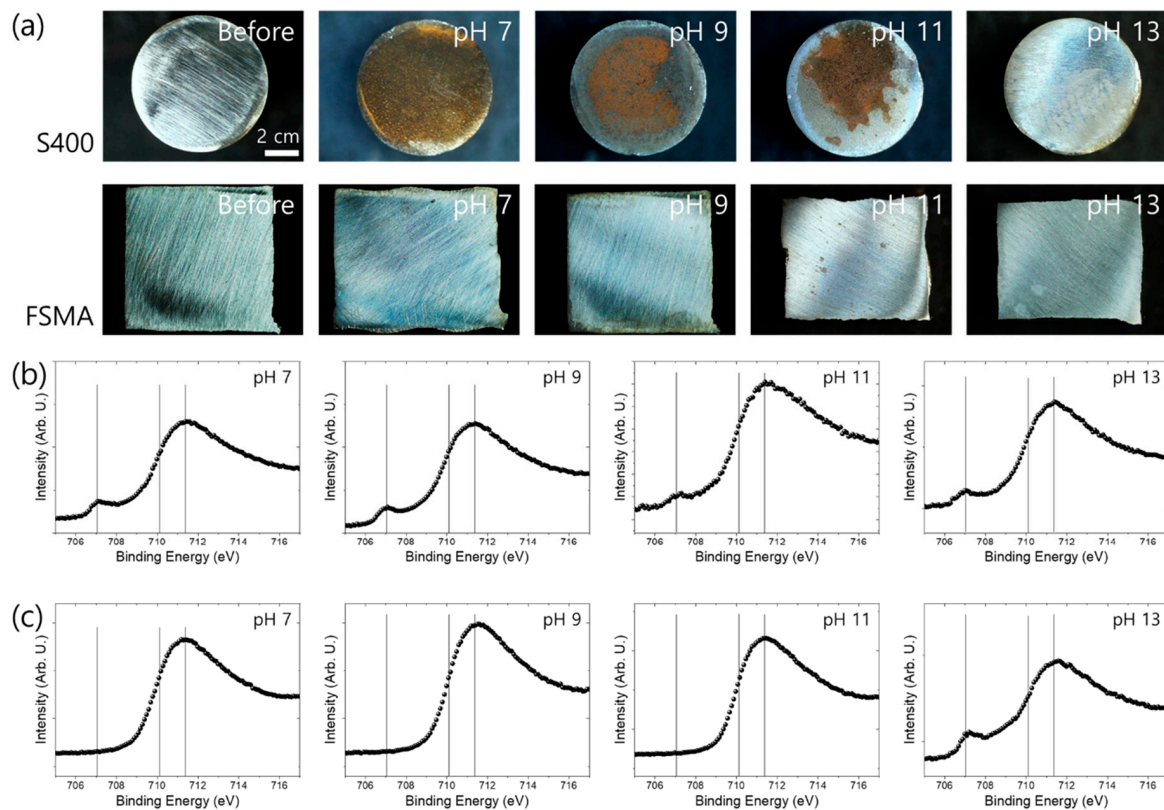 (a)
Before
pH 7
pH 9
pH 11
pH 13
2 cm
S400
Before
pH 7
pH 9
pH 11
pH 13
FSMA
(b)
pH 7
pH 9
pH 11
pH 13
Intensity (Arb. U.)
Intensity (Arb. U.)
Intensity (Arb. U.)
Intensity (Arb. U.)
706 708 710 712 714 716
706 708 710 712 714 716
706 708 710 712 714 716
706 708 710 712 714 716
Binding Energy (eV)
Binding Energy (eV)
Binding Energy (eV)
Binding Energy (eV)
(c)
pH 7
pH 9
pH 11
pH 13
Intensity (Arb. U.)
Intensity (Arb. U.)
Intensity (Arb. U.)
Intensity (Arb. U.)
706 708 710 712 714 716
706 708 710 712 714 716
706 708 710 712 714 716
706 708 710 712 714 716
Binding Energy (eV)
Binding Energy (eV)
Binding Energy (eV)
Binding Energy (eV)